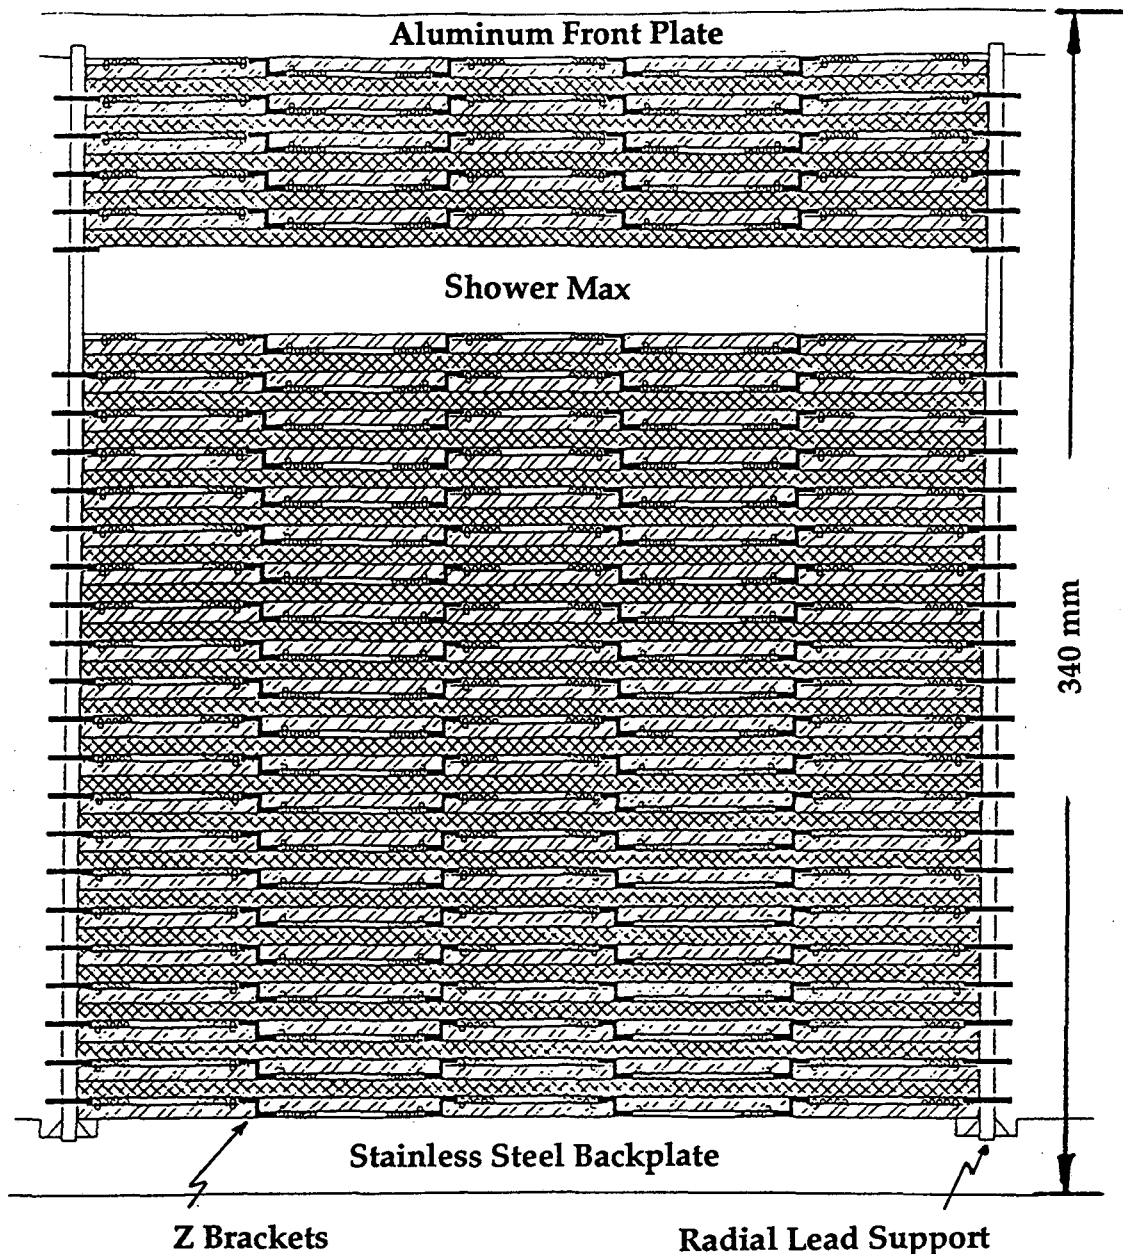 Aluminum Front Plate
Shower Max
340 mm
Stainless Steel Backplate
Z Brackets
Radial Lead Support